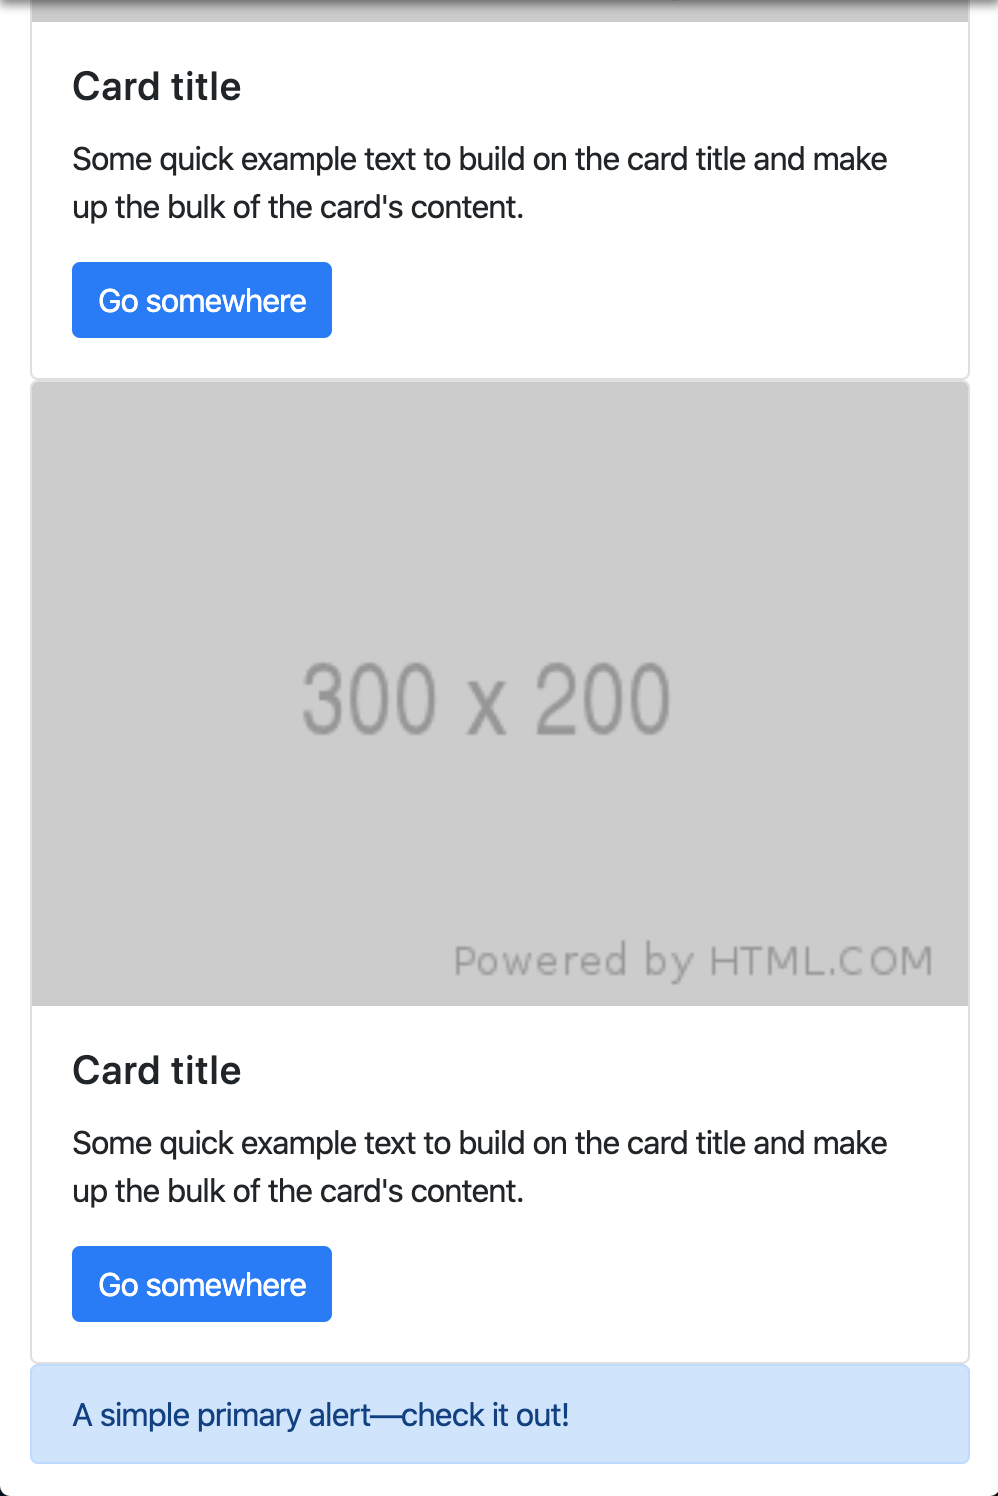 Card title
Some quick example text to build on the card title and make
up the bulk of the card's content.
Go somewhere
300 x 200
Powered by HTML.COM
Card title
Some quick example text to build on the card title and make
up the bulk of the card's content.
Go somewhere
A simple primary alert—check it out!